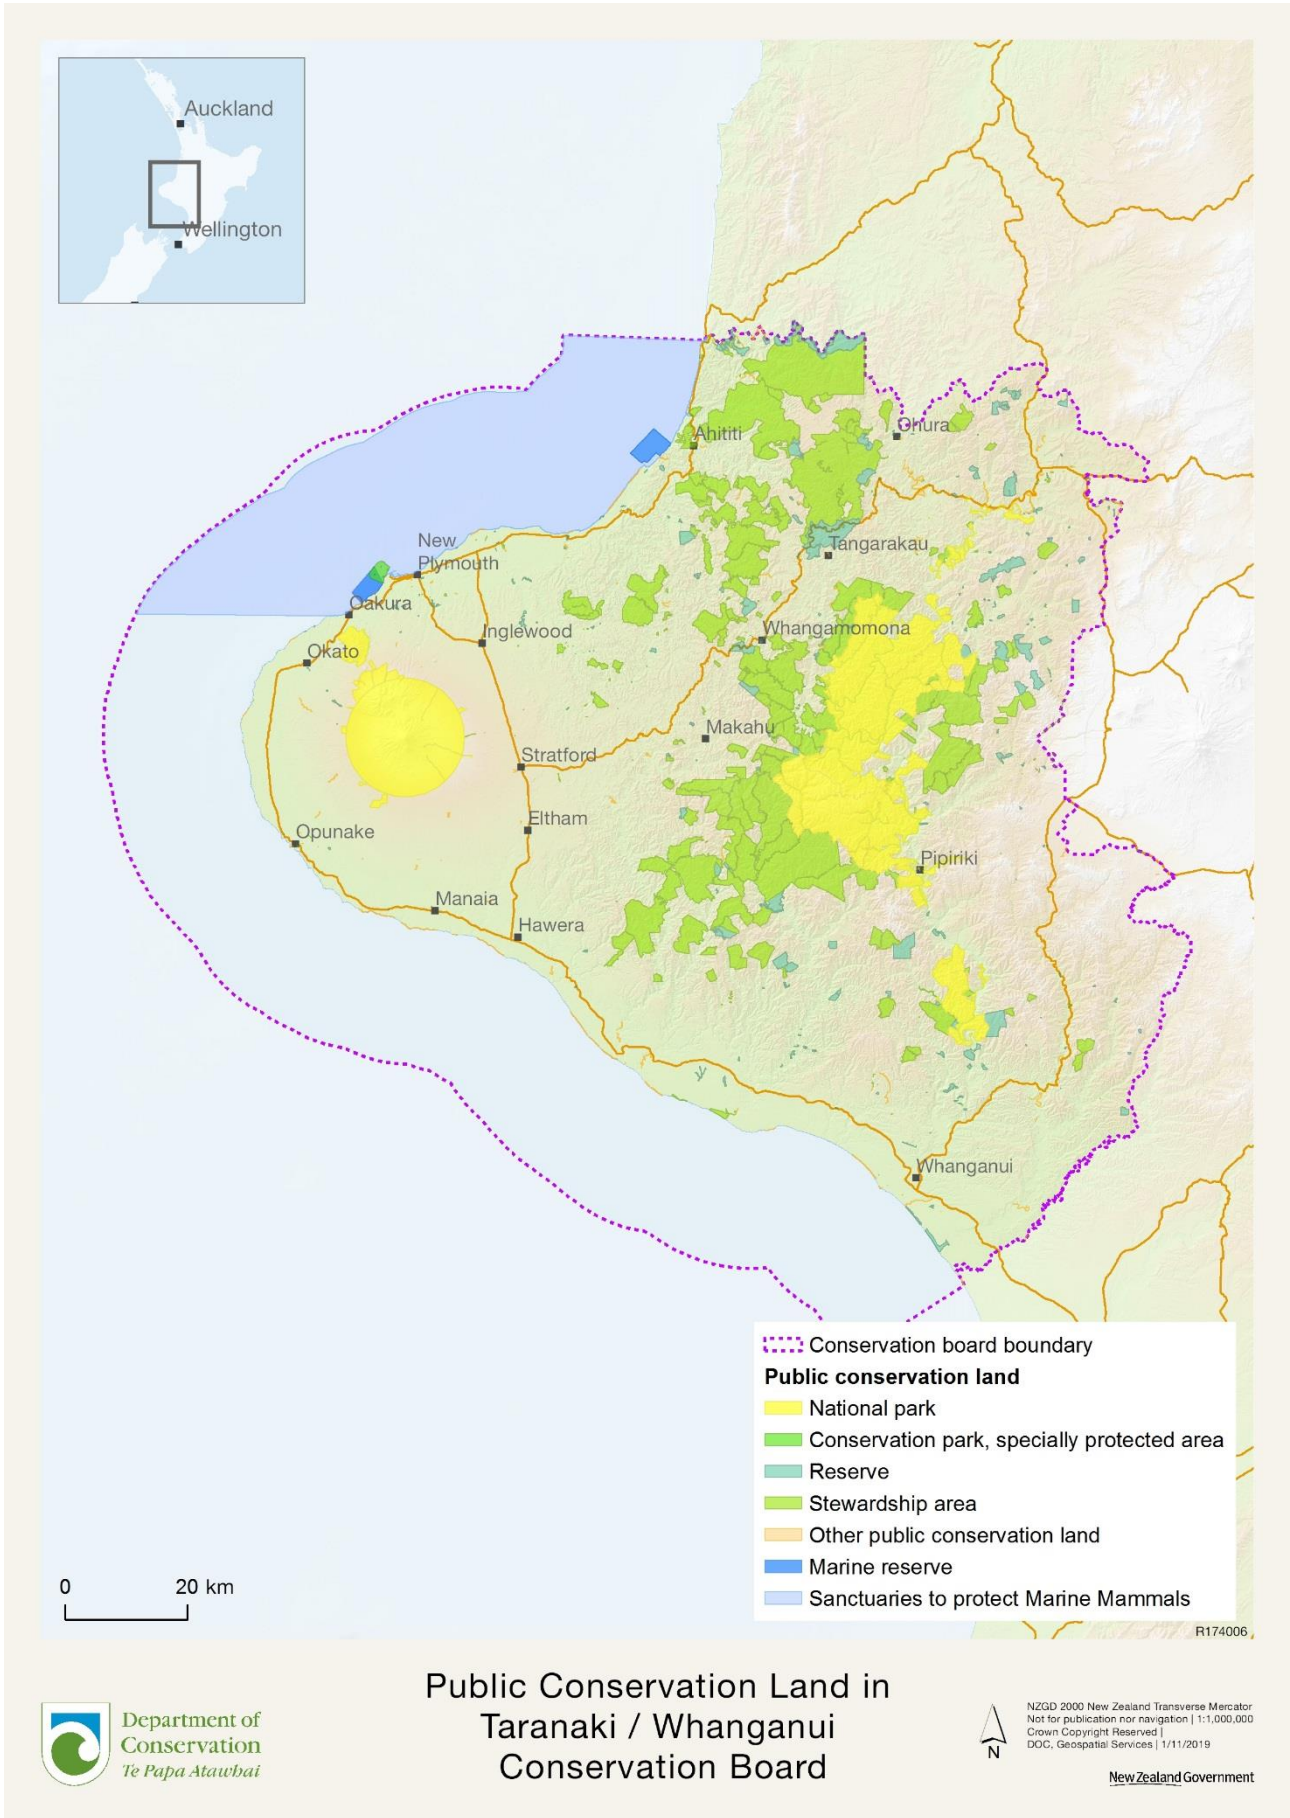 Auckland
Wellington
Ahititi
Ohura
New
Plymouth
Tangarakau
Oakura
Inglewood
Whangamomona
Okato
Makahu
Stratford
Eltham
Opunake
Pipiriki
Manaia
Hawera
Whanganui
Conservation board boundary
Public conservation land
National park
Conservation park, specially protected area
Reserve
Stewardship area
Other public conservation land
Marine reserve
Sanctuaries to protect Marine Mammals
0 20 km
R174006
Public Conservation Land in
Taranaki / Whanganui
Conservation Board
Department of
Conservation
Te Papa Atawhai
N
NZGD 2000 New Zealand Transverse Mercator
Not for publication nor navigation | 1:1,000,000
Crown Copyright Reserved |
DOC, Geospatial Services | 1/11/2019
New Zealand Government